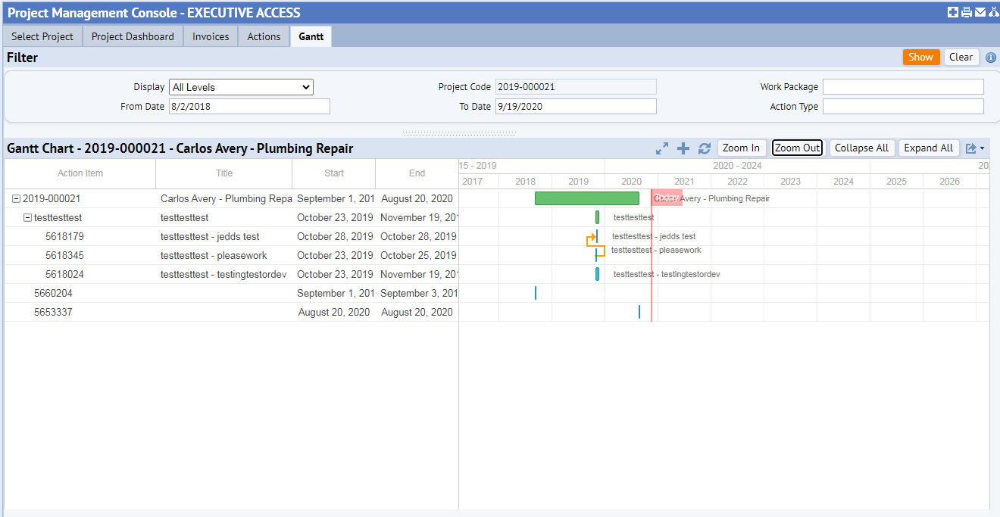 Project Management Console - EXECUTIVE ACCESS
Select Project Project Dashboard Invoices Actions Gantt
Filter Show Clear
Display All Levels Project Code 2019-000021 Work Package
From Date 8/2/2018 To Date 9/19/2020 Action Type
Gantt Chart - 2019-000021 - Carlos Avery - Plumbing Repair Zoom In Zoom Out Collapse All Expand All
Action Item Title Start End 15 - 2019 2020 - 2024 20
2017 2018 2019 2020 2021 2022 2023 2024 2025 2026
2019-000021 Carlos Avery - Plumbing Repa September 1, 201 August 20, 2020 Today Carlos Avery - Plumbing Repair
testtesttest testtesttest October 23, 2019 November 19, 201 testtesttest
5618179 testtesttest - jedds test October 28, 2019 October 28, 2019 testtesttest - jedds test
5618345 testtesttest - pleasework October 23, 2019 October 25, 2019 testtesttest - pleasework
5618024 testtesttest - testingtestordev October 23, 2019 November 19, 201 testtesttest - testingtestordev
5660204 September 1, 201 September 3, 201
5653337 August 20, 2020 August 20, 2020